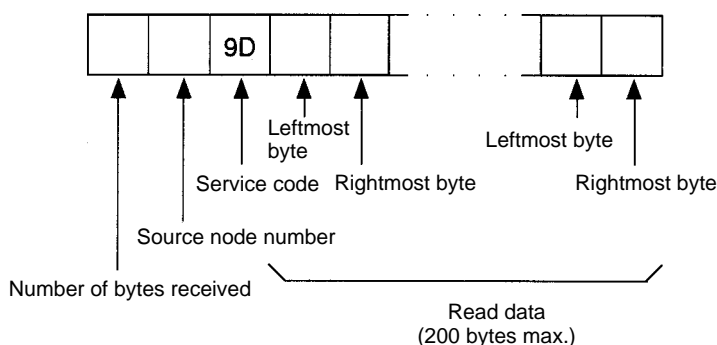 9D
Leftmost
byte
Leftmost byte
Service code
Rightmost byte
Rightmost byte
Source node number
Number of bytes received
Read data
(200 bytes max.)